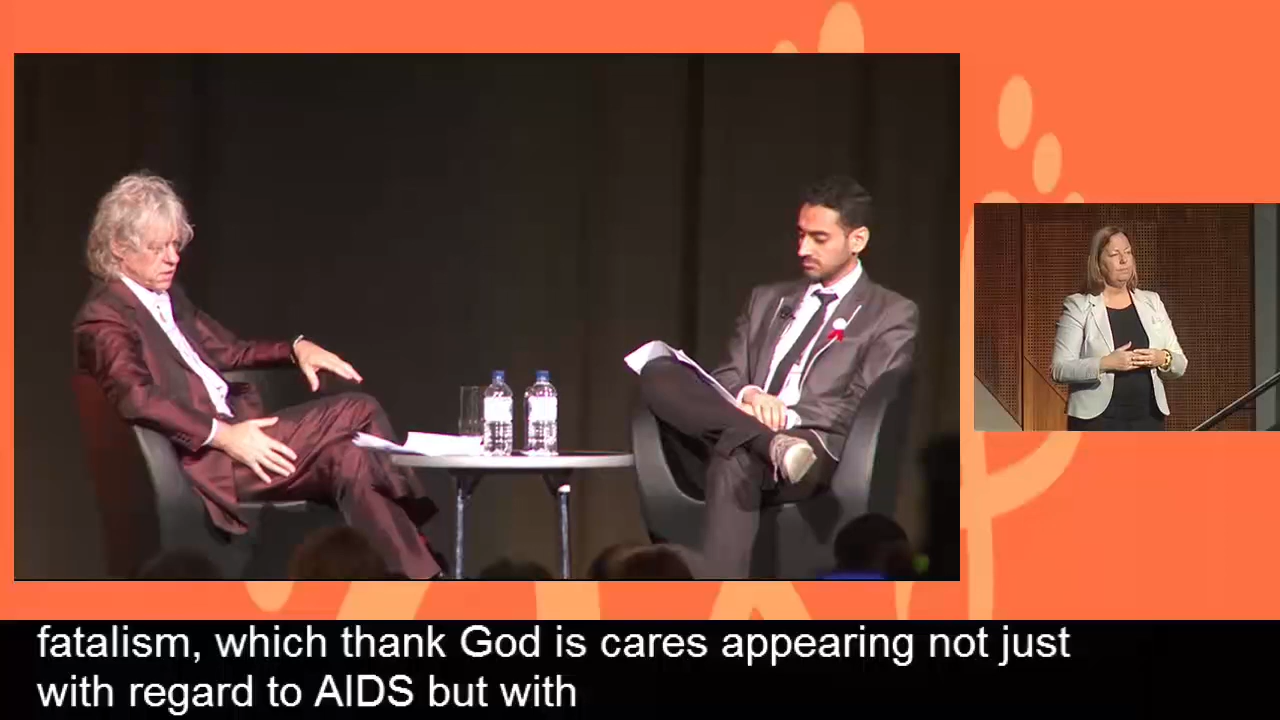 fatalism, which thank God is cares appearing not just
with regard to AIDS but with